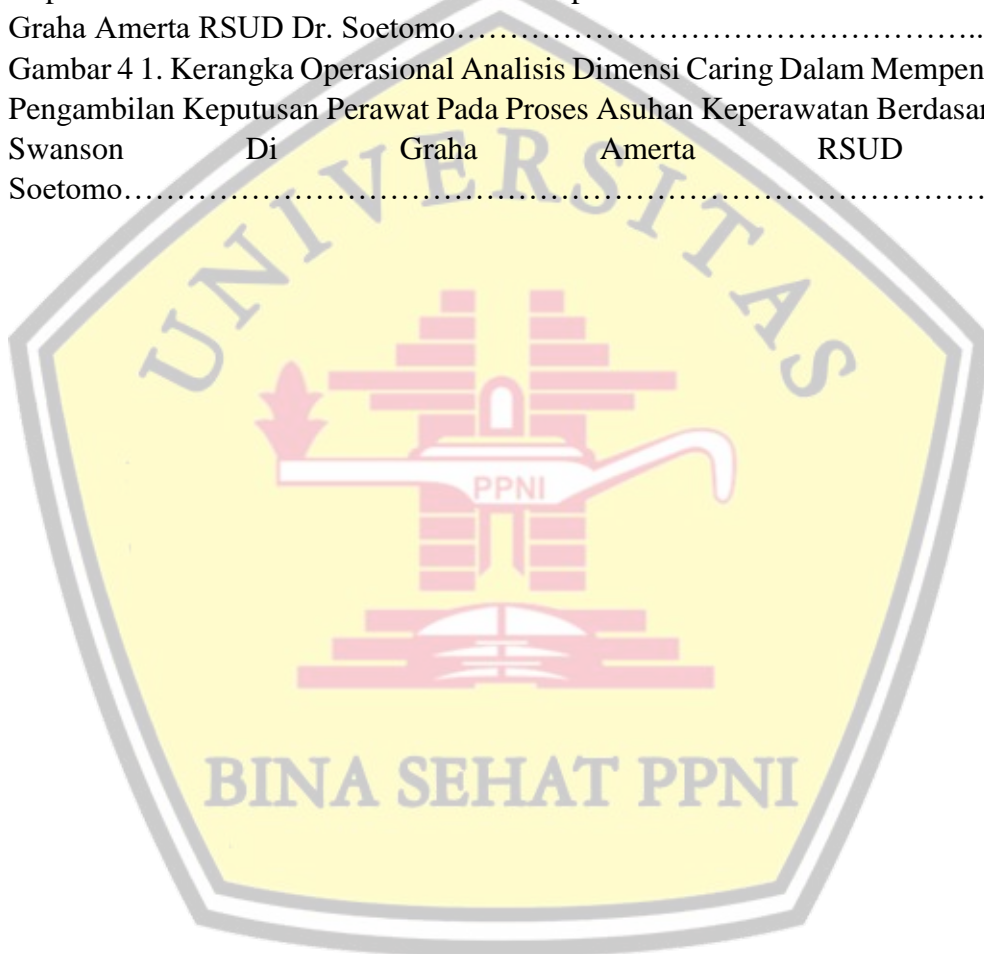 Graha Amerta RSUD Dr. Soetomo……………………………………………..
Gambar 4 1. Kerangka Operasional Analisis Dimensi Caring Dalam Mempen
Pengambilan Keputusan Perawat Pada Proses Asuhan Keperawatan Berdasar
Swanson Di Graha Amerta RSUD
Soetomo……………………………………………………………………………
UNIVERSITAS
PPNI
BINA SEHAT PPNI